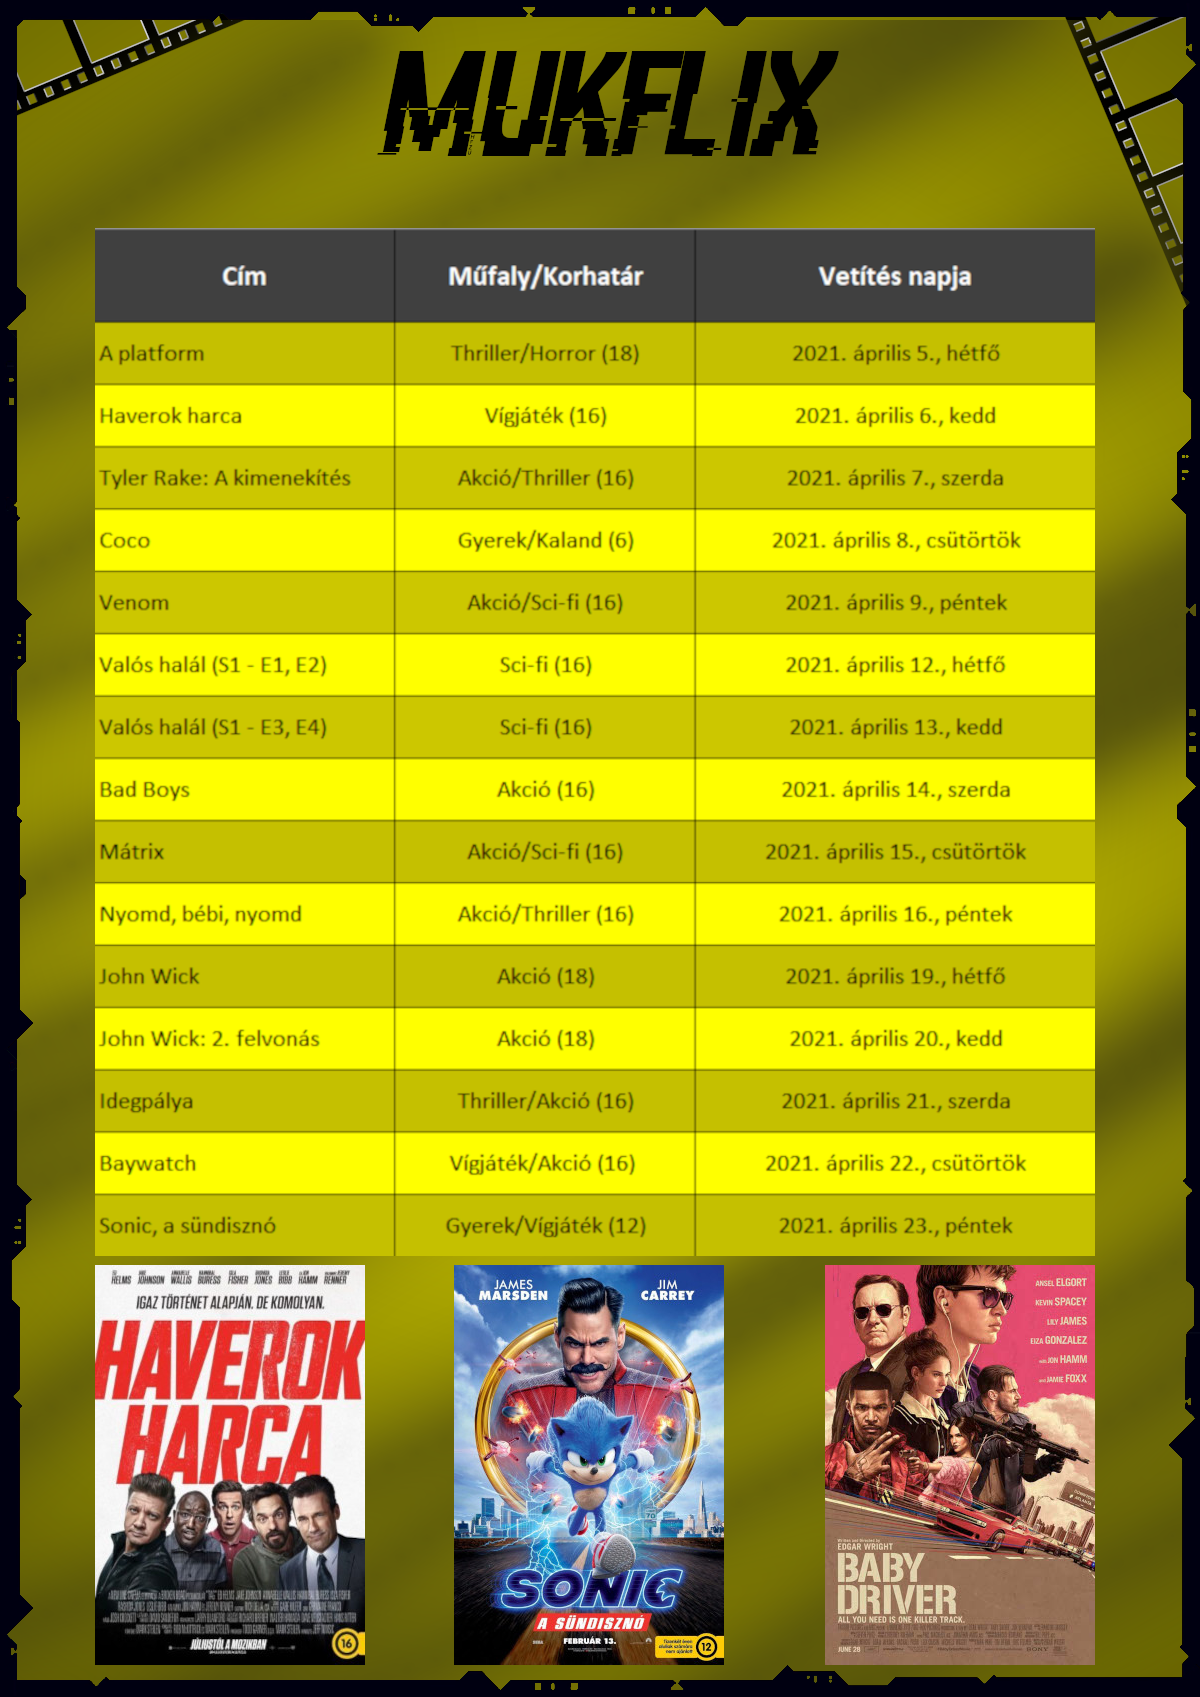 MUKFLIX
Cím Műfaly/Korhatár Vetítés napja
A platform Thriller/Horror (18) 2021. április 5., hétfő
Haverok harca Vígjáték (16) 2021. április 6., kedd
Tyler Rake: A kimenekítés Akció/Thriller (16) 2021. április 7., szerda
Coco Gyerek/Kaland (6) 2021. április 8., csütörtök
Venom Akció/Sci-fi (16) 2021. április 9., péntek
Valós halál (S1 - E1, E2) Sci-fi (16) 2021. április 12., hétfő
Valós halál (S1 - E3, E4) Sci-fi (16) 2021. április 13., kedd
Bad Boys Akció (16) 2021. április 14., szerda
Mátrix Akció/Sci-fi (16) 2021. április 15., csütörtök
Nyomd, bébi, nyomd Akció/Thriller (16) 2021. április 16., péntek
John Wick Akció (18) 2021. április 19., hétfő
John Wick: 2. felvonás Akció (18) 2021. április 20., kedd
Idegpálya Thriller/Akció (16) 2021. április 21., szerda
Baywatch Vígjáték/Akció (16) 2021. április 22., csütörtök
Sonic, a sündisznó Gyerek/Vígjáték (12) 2021. április 23., péntek
HELMS JOHNSON WALLIS BURESS FISHER JONES BIBB HAMM RENNER
IGAZ TÖRTÉNET ALAPJÁN. DE KOMOLYAN.
HAVEROK
HARCA
JÚLIUSTÓL A MOZIKBAN
16
JAMES JIM
MARSDEN CARREY
SONIC
A SÜNDISZNÓ
FEBRUÁR 13.
12
ANSEL ELGORT
KEVIN SPACEY
LILY JAMES
EIZA GONZALEZ
with JON HAMM
and JAMIE FOXX
EDGAR WRIGHT
BABY
DRIVER
ALL YOU NEED IS ONE KILLER TRACK.
JUNE 28
SONY